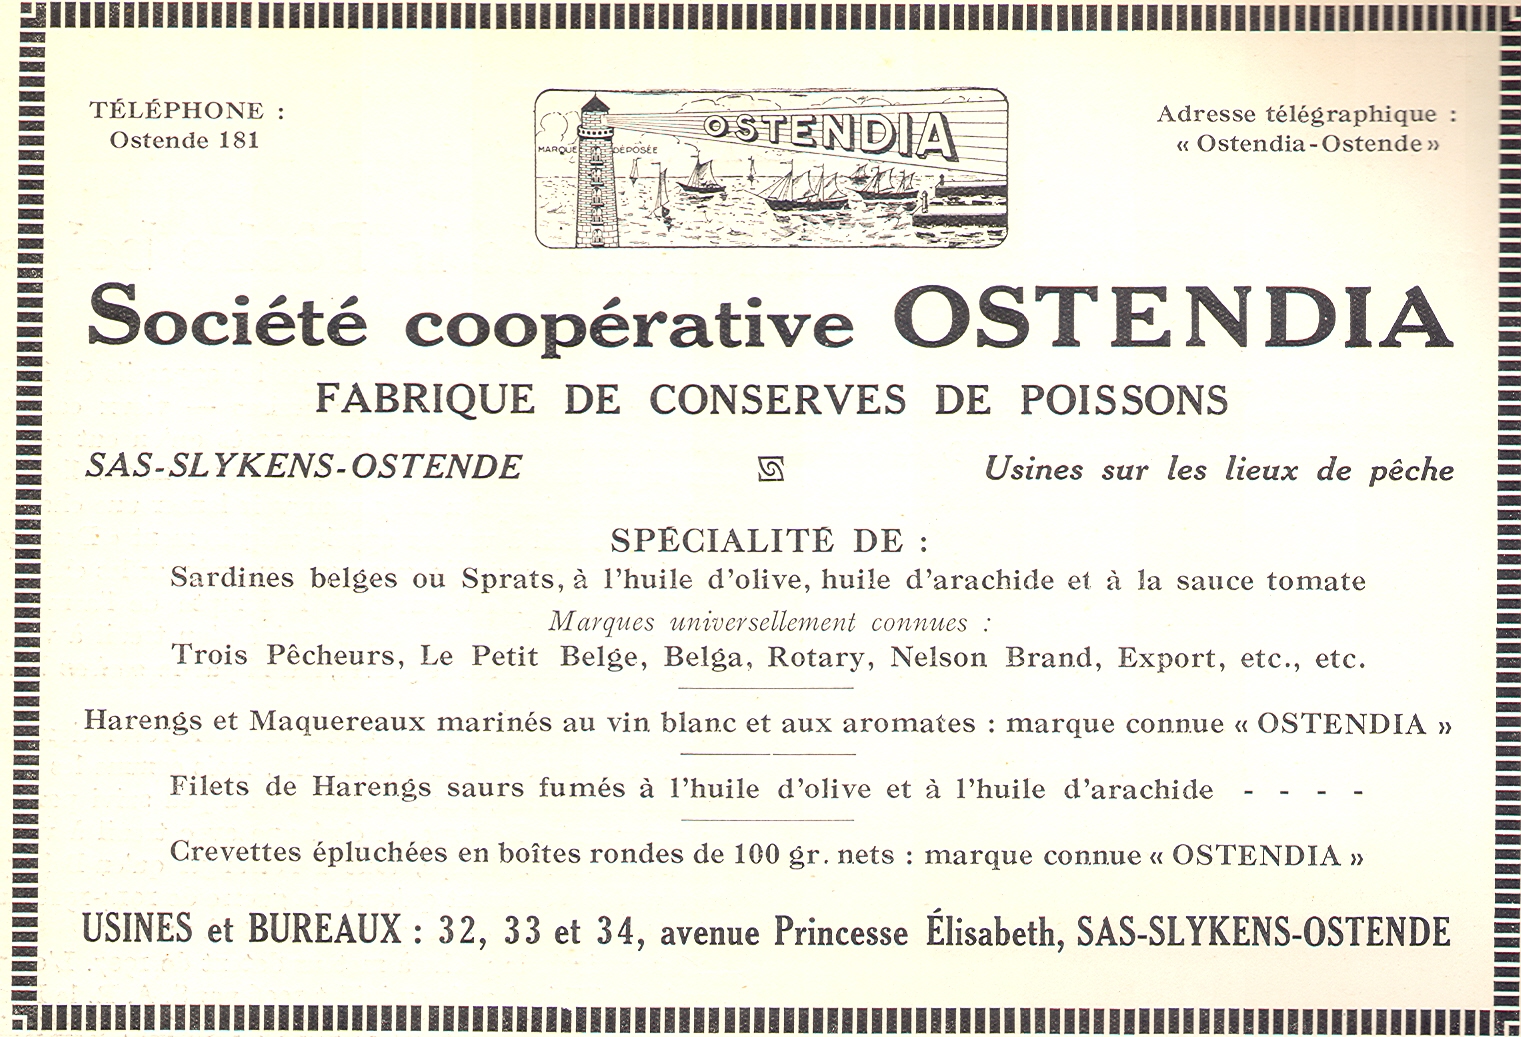 TÉLÉPHONE :
Ostende 181
MARQUE DÉPOSÉE
OSTENDIA
Adresse télégraphique :
« Ostendia-Ostende »
Société coopérative OSTENDIA
FABRIQUE DE CONSERVES DE POISSONS
SAS-SLYKENS-OSTENDE
Usines sur les lieux de pêche
SPÉCIALITÉ DE :
Sardines belges ou Sprats, à l'huile d'olive, huile d'arachide et à la sauce tomate
Marques universellement connues :
Trois Pêcheurs, Le Petit Belge, Belga, Rotary, Nelson Brand, Export, etc., etc.
Harengs et Maquereaux marinés au vin blanc et aux aromates : marque connue « OSTENDIA »
Filets de Harengs saurs fumés à l'huile d'olive et à l'huile d'arachide - - - -
Crevettes épluchées en boîtes rondes de 100 gr. nets : marque connue « OSTENDIA »
USINES et BUREAUX : 32, 33 et 34, avenue Princesse Élisabeth, SAS-SLYKENS-OSTENDE